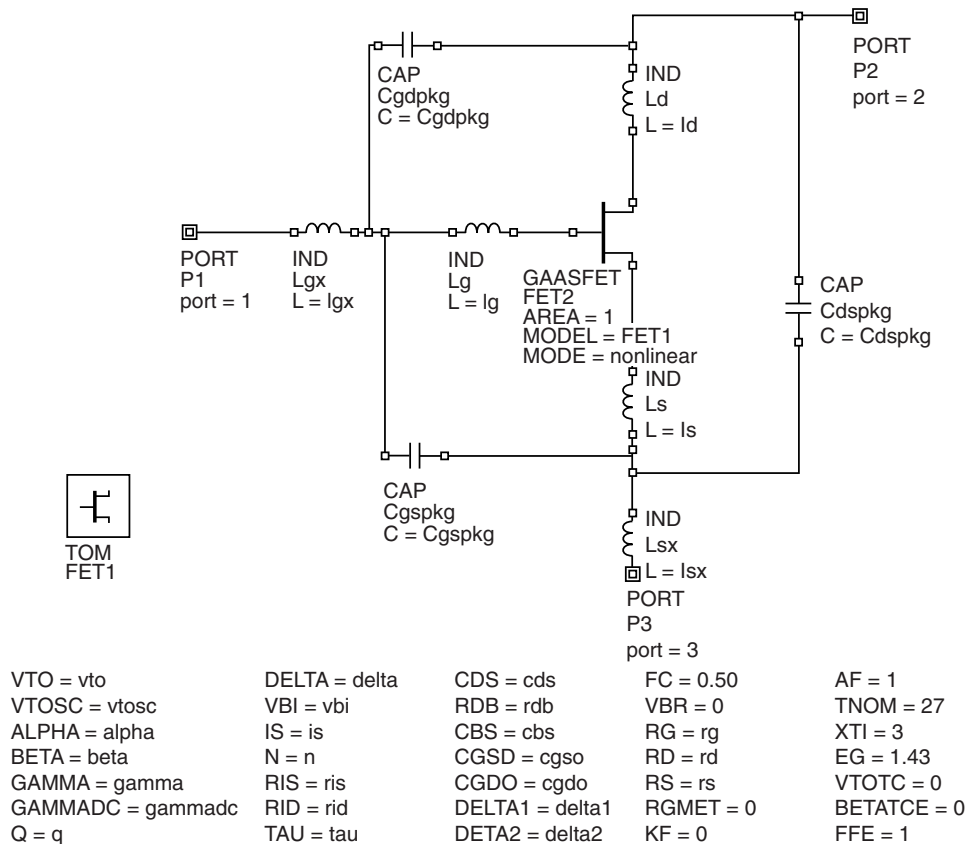 CAP
Cgdpkg
C = Cgdpkg
IND
Ld
L = ld
PORT
P2
port = 2
PORT
P1
port = 1
IND
Lgx
L = lgx
IND
Lg
L = lg
GAASFET
FET2
AREA = 1
MODEL = FET1
MODE = nonlinear
CAP
Cdspkg
C = Cdspkg
IND
Ls
L = ls
CAP
Cgspkg
C = Cgspkg
TOM
FET1
IND
Lsx
L = lsx
PORT
P3
port = 3
VTO = vto
VTOSC = vtosc
ALPHA = alpha
BETA = beta
GAMMA = gamma
GAMMADC = gammadc
Q = q
DELTA = delta
VBI = vbi
IS = is
N = n
RIS = ris
RID = rid
TAU = tau
CDS = cds
RDB = rdb
CBS = cbs
CGSD = cgso
CGDO = cgdo
DELTA1 = delta1
DETA2 = delta2
FC = 0.50
VBR = 0
RG = rg
RD = rd
RS = rs
RGMET = 0
KF = 0
AF = 1
TNOM = 27
XTI = 3
EG = 1.43
VTOTC = 0
BETATCE = 0
FFE = 1